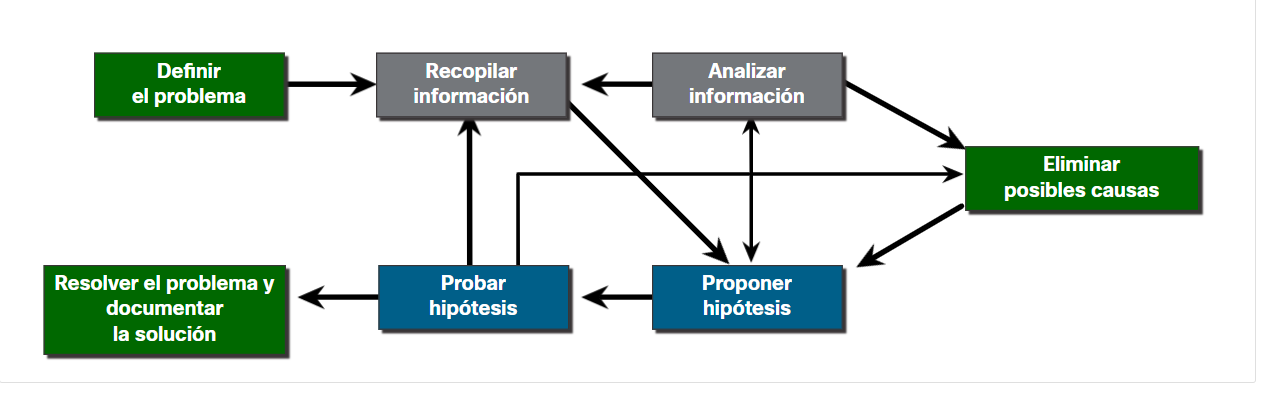 Definir
el problema
Recopilar
información
Analizar
información
Eliminar
posibles causas
Resolver el problema y
documentar
la solución
Probar
hipótesis
Proponer
hipótesis